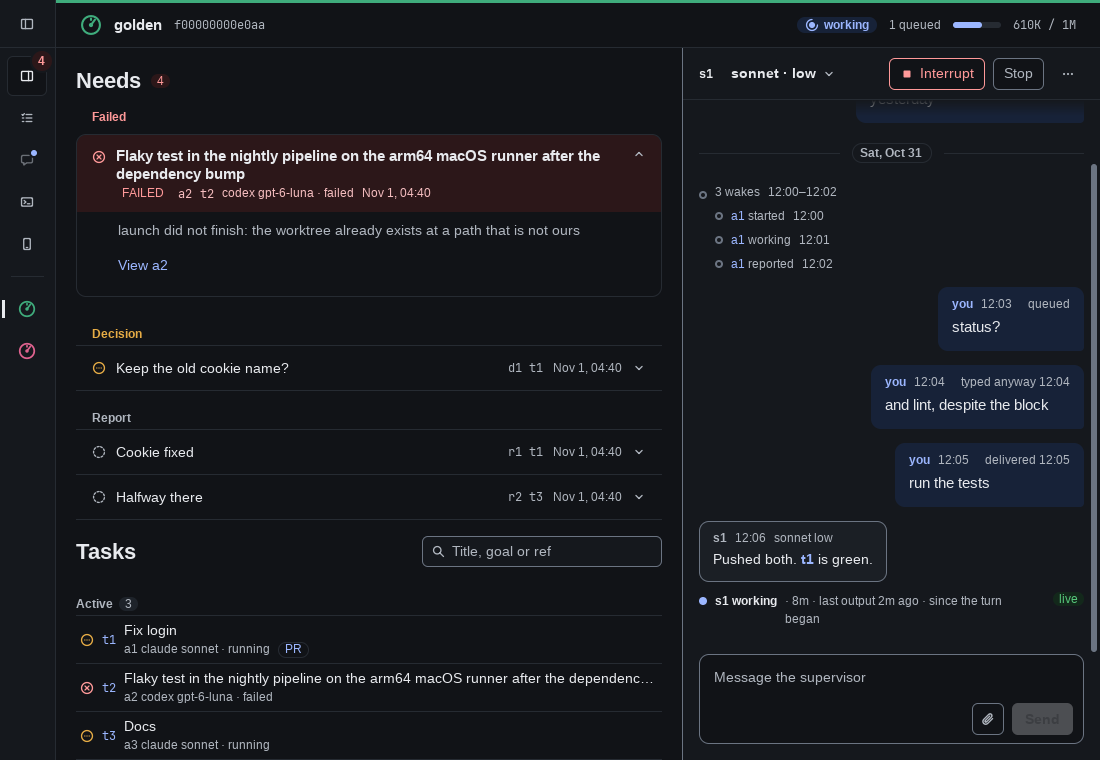 golden f00000000e0aa working 1 queued 610K / 1M
4
Needs 4
Failed
Flaky test in the nightly pipeline on the arm64 macOS runner after the
dependency bump
FAILED a2 t2 codex gpt-6-luna · failed Nov 1, 04:40
launch did not finish: the worktree already exists at a path that is not ours
View a2
Decision
Keep the old cookie name? d1 t1 Nov 1, 04:40
Report
Cookie fixed r1 t1 Nov 1, 04:40
Halfway there r2 t3 Nov 1, 04:40
Tasks
Title, goal or ref
Active 3
t1 Fix login
a1 claude sonnet · running PR
t2 Flaky test in the nightly pipeline on the arm64 macOS runner after the dependenc…
a2 codex gpt-6-luna · failed
t3 Docs
a3 claude sonnet · running
s1 sonnet · low Interrupt Stop
yesterday
Sat, Oct 31
3 wakes 12:00–12:02
a1 started 12:00
a1 working 12:01
a1 reported 12:02
you 12:03 queued
status?
you 12:04 typed anyway 12:04
and lint, despite the block
you 12:05 delivered 12:05
run the tests
s1 12:06 sonnet low
Pushed both. t1 is green.
s1 working · 8m · last output 2m ago · since the turn
began
live
Message the supervisor
Send